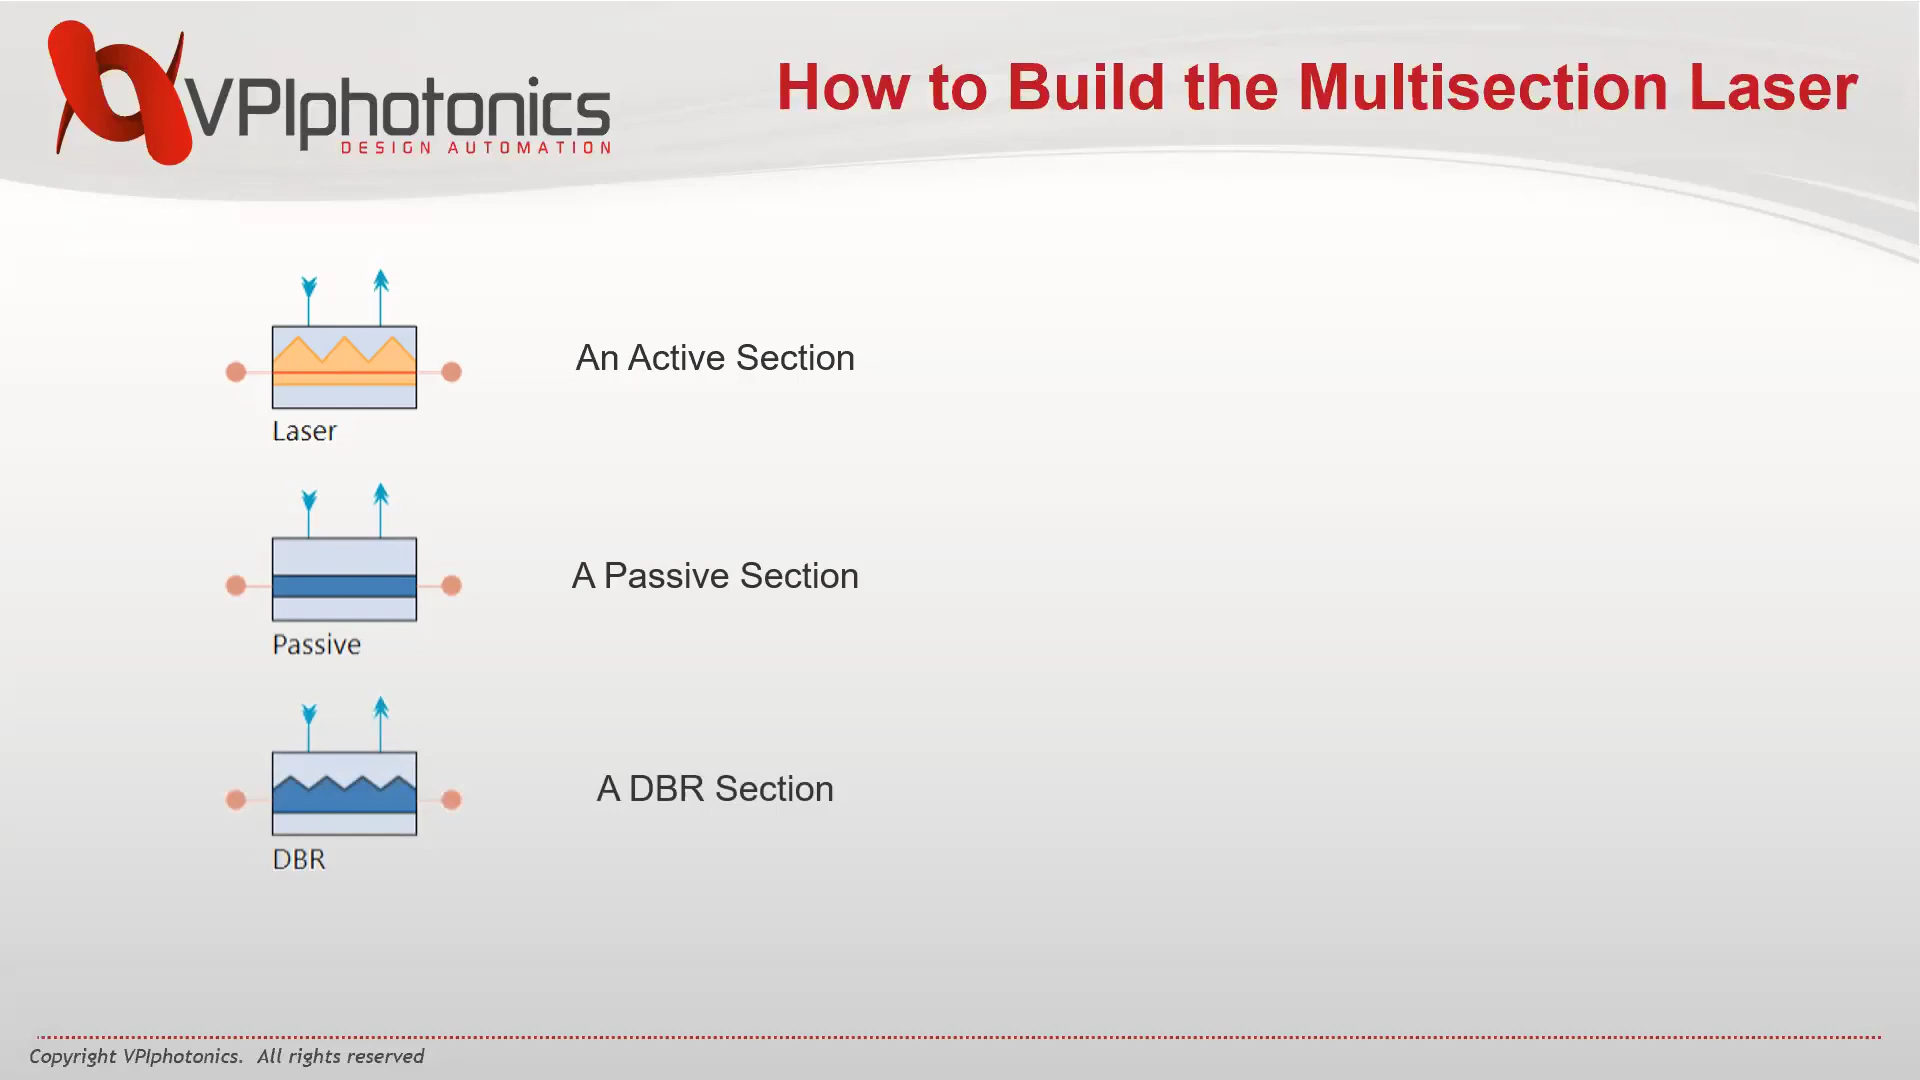 VPIphotonics
DESIGN AUTOMATION
How to Build the Multisection Laser
An Active Section
Laser
A Passive Section
Passive
A DBR Section
DBR
Copyright VPIphotonics. All rights reserved